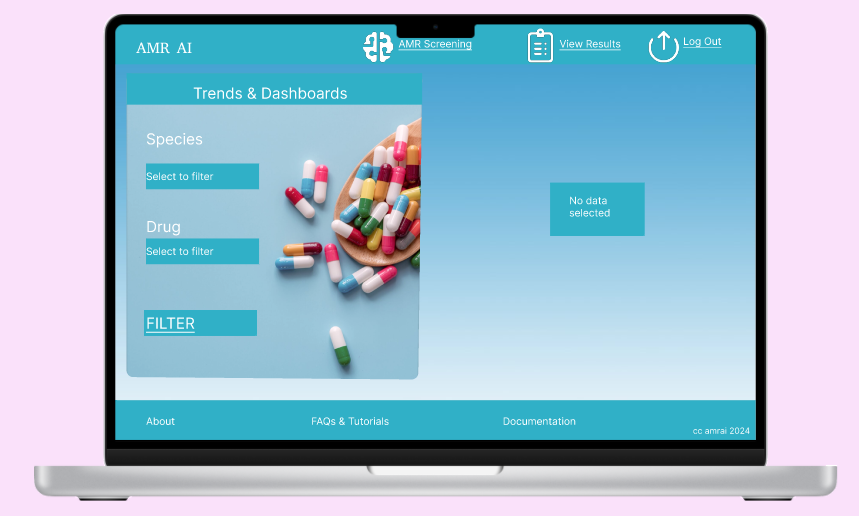 AMR AI
AMR Screening
View Results
Log Out
Trends & Dashboards
Species
Select to filter
Drug
Select to filter
FILTER
No data
selected
About
FAQs & Tutorials
Documentation
cc amrai 2024